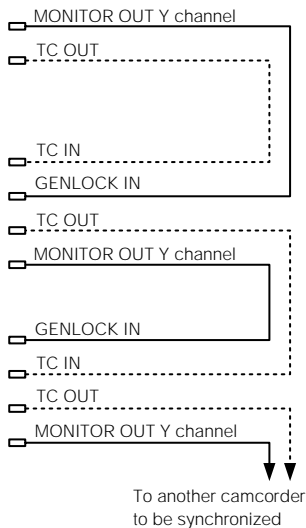 MONITOR OUT Y channel
TC OUT
TC IN
GENLOCK IN
TC OUT
MONITOR OUT Y channel
GENLOCK IN
TC IN
TC OUT
MONITOR OUT Y channel
To another camcorder
to be synchronized